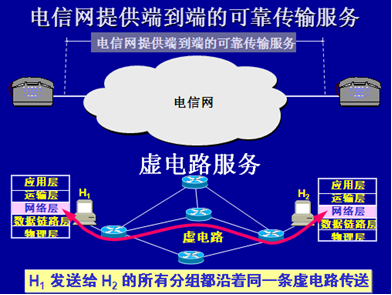 电信网提供端到端的可靠传输服务
电信网提供端到端的可靠传输服务
电信网
虚电路服务
应用层
运输层
网络层
数据链路层
物理层
H1
H2
应用层
运输层
网络层
数据链路层
物理层
虚电路
H1 发送给 H2 的所有分组都沿着同一条虚电路传送